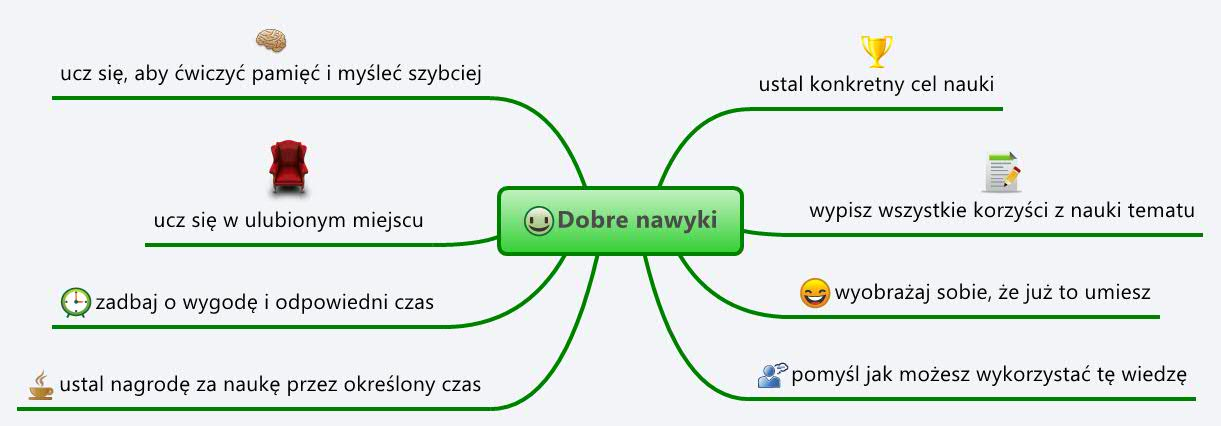 Dobre nawyki
ustal konkretny cel nauki
wypisz wszystkie korzyści z nauki tematu
wyobrażaj sobie, że już to umiesz
pomyśl jak możesz wykorzystać tę wiedzę
ucz się, aby ćwiczyć pamięć i myśleć szybciej
ucz się w ulubionym miejscu
zadbaj o wygodę i odpowiedni czas
ustal nagrodę za naukę przez określony czas